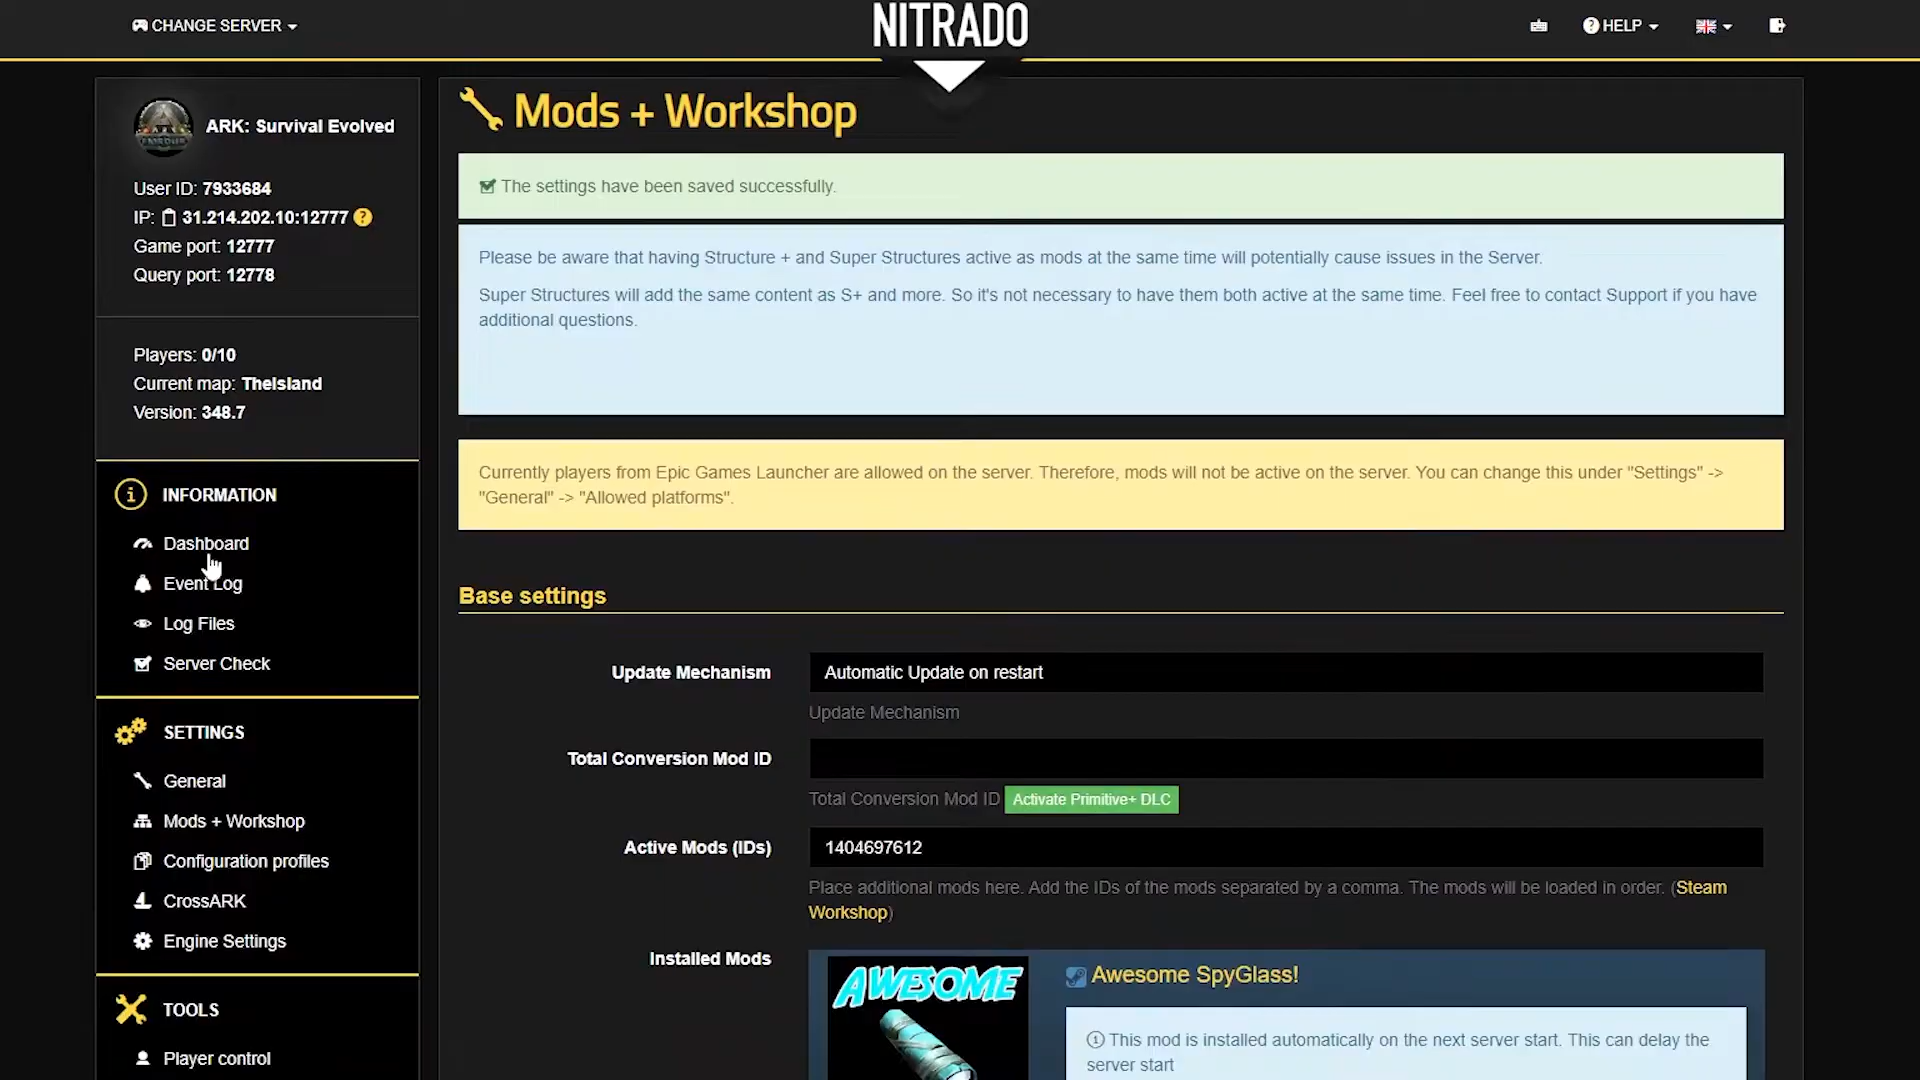 CHANGE SERVER
NITRADO
HELP
ARK: Survival Evolved
User ID: 7933684
IP: 31.214.202.10:12777 ?
Game port: 12777
Query port: 12778
Players: 0/10
Current map: TheIsland
Version: 348.7
INFORMATION
Dashboard
Event Log
Log Files
Server Check
SETTINGS
General
Mods + Workshop
Configuration profiles
CrossARK
Engine Settings
TOOLS
Player control
Mods + Workshop
The settings have been saved successfully.
Please be aware that having Structure + and Super Structures active as mods at the same time will potentially cause issues in the Server.
Super Structures will add the same content as S+ and more. So it's not necessary to have them both active at the same time. Feel free to contact Support if you have
additional questions.
Currently players from Epic Games Launcher are allowed on the server. Therefore, mods will not be active on the server. You can change this under "Settings" ->
"General" -> "Allowed platforms".
Base settings
Update Mechanism
Automatic Update on restart
Update Mechanism
Total Conversion Mod ID
Total Conversion Mod ID Activate Primitive+ DLC
Active Mods (IDs)
1404697612
Place additional mods here. Add the IDs of the mods separated by a comma. The mods will be loaded in order. (Steam
Workshop)
Installed Mods
AWESOME
Awesome SpyGlass!
This mod is installed automatically on the next server start. This can delay the
server start